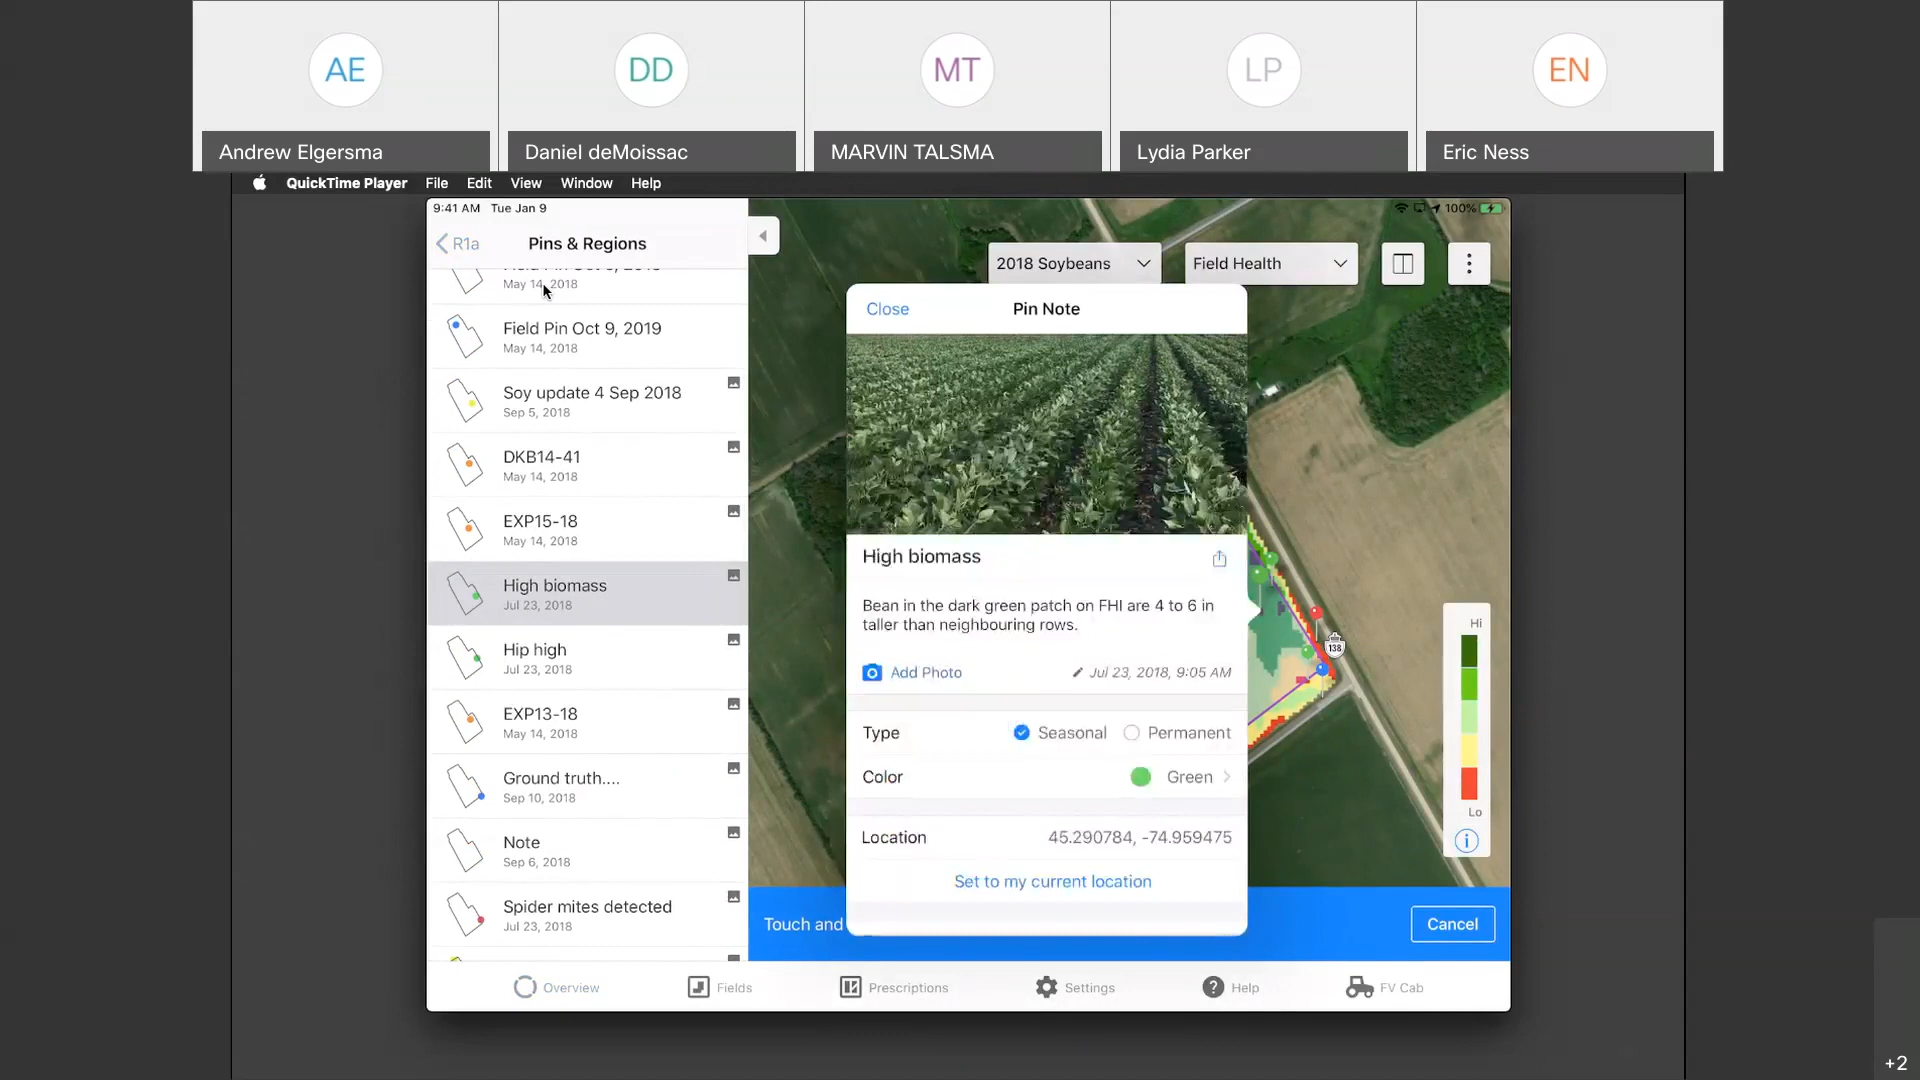 AE
DD
MT
LP
EN
Andrew Elgersma
Daniel deMoissac
MARVIN TALSMA
Lydia Parker
Eric Ness
QuickTime Player File Edit View Window Help
9:41 AM Tue Jan 9
100%
R1a
Pins & Regions
May 14, 2018
Field Pin Oct 9, 2019
May 14, 2018
Soy update 4 Sep 2018
Sep 5, 2018
DKB14-41
May 14, 2018
EXP15-18
May 14, 2018
High biomass
Jul 23, 2018
Hip high
Jul 23, 2018
EXP13-18
May 14, 2018
Ground truth....
Sep 10, 2018
Note
Sep 6, 2018
Spider mites detected
Jul 23, 2018
2018 Soybeans
Field Health
Close
Pin Note
High biomass
Bean in the dark green patch on FHI are 4 to 6 in
taller than neighbouring rows.
Add Photo
Jul 23, 2018, 9:05 AM
Type
Seasonal
Permanent
Color
Green
Location
45.290784, -74.959475
Set to my current location
138
Hi
Lo
Touch and
Cancel
Overview
Fields
Prescriptions
Settings
Help
FV Cab
+2